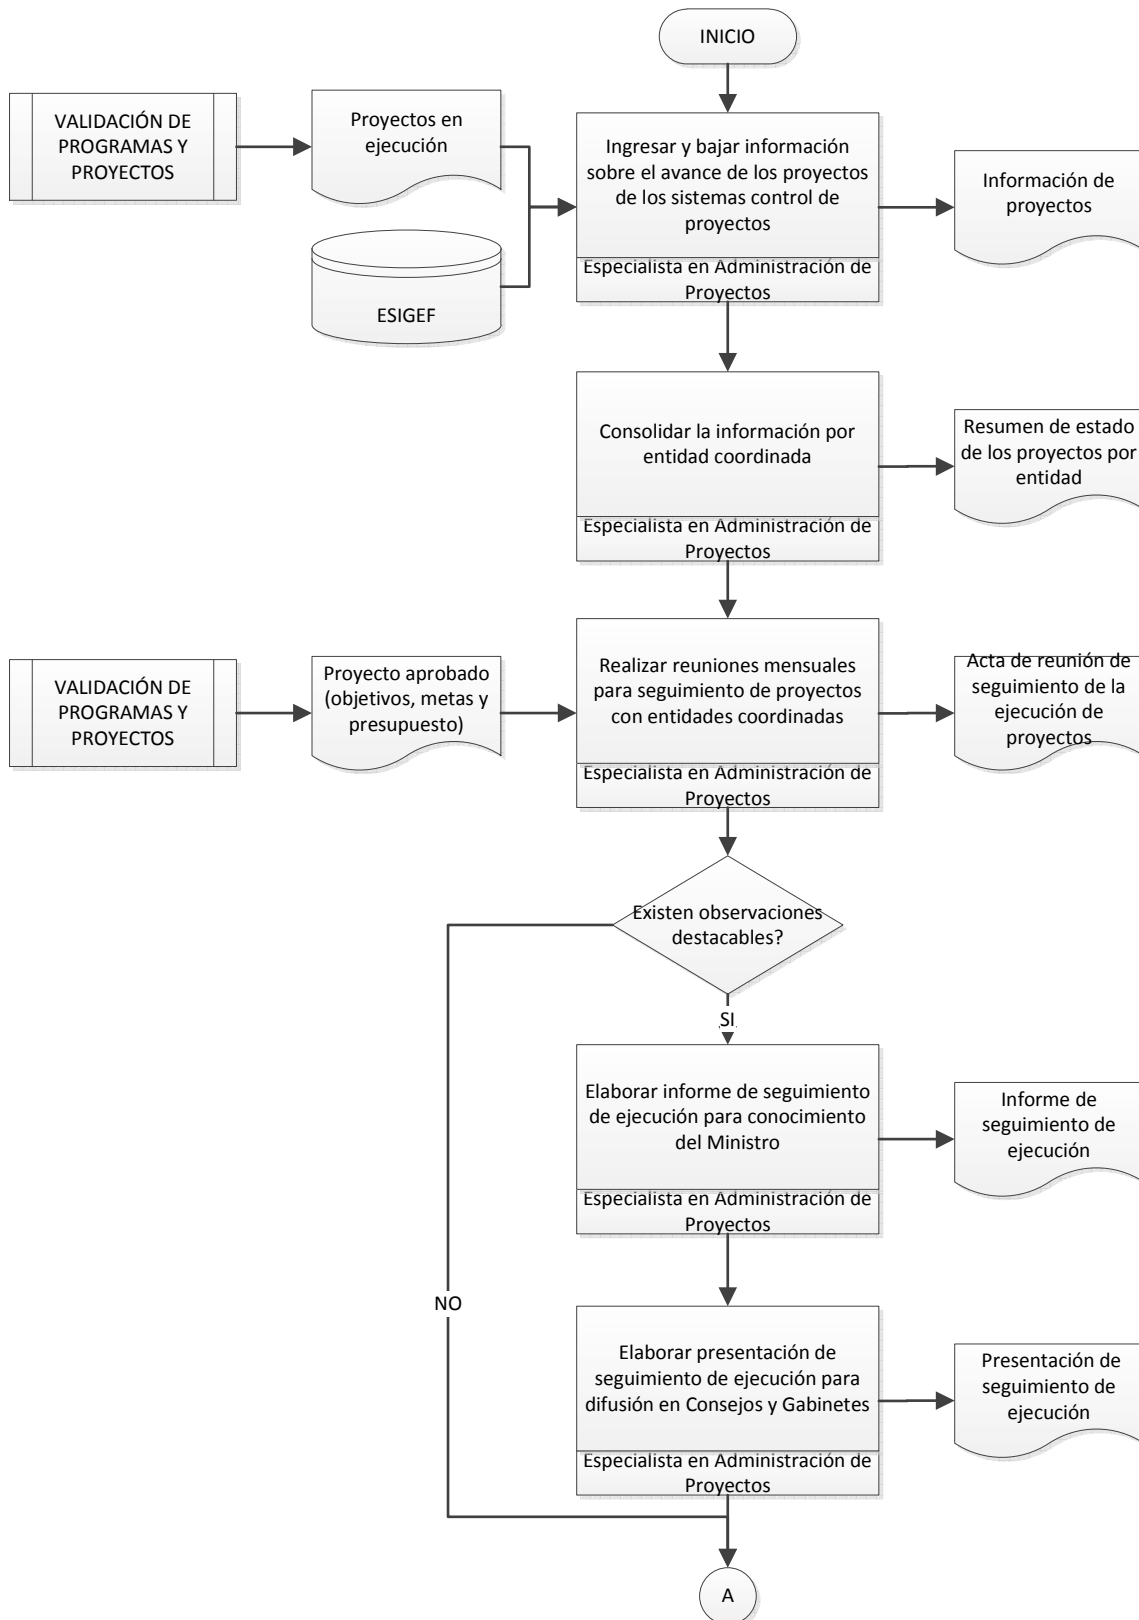 INICIO
VALIDACIÓN DE
PROGRAMAS Y
PROYECTOS
Proyectos en
ejecución
ESIGEF
Ingresar y bajar información
sobre el avance de los proyectos
de los sistemas control de
proyectos
Especialista en Administración de
Proyectos
Información de
proyectos
Consolidar la información por
entidad coordinada
Especialista en Administración de
Proyectos
Resumen de estado
de los proyectos por
entidad
VALIDACIÓN DE
PROGRAMAS Y
PROYECTOS
Proyecto aprobado
(objetivos, metas y
presupuesto)
Realizar reuniones mensuales
para seguimiento de proyectos
con entidades coordinadas
Especialista en Administración de
Proyectos
Acta de reunión de
seguimiento de la
ejecución de
proyectos
Existen observaciones
destacables?
SI
Elaborar informe de seguimiento
de ejecución para conocimiento
del Ministro
Especialista en Administración de
Proyectos
Informe de
seguimiento de
ejecución
NO
Elaborar presentación de
seguimiento de ejecución para
difusión en Consejos y Gabinetes
Especialista en Administración de
Proyectos
Presentación de
seguimiento de
ejecución
A